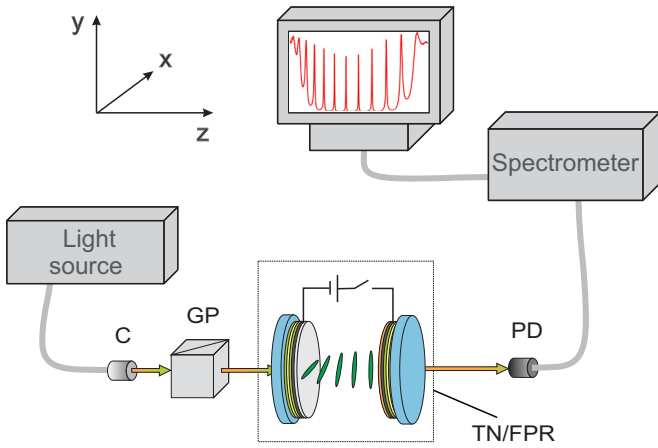 y
x
z
Spectrometer
Light
source
C
GP
PD
TN/FPR